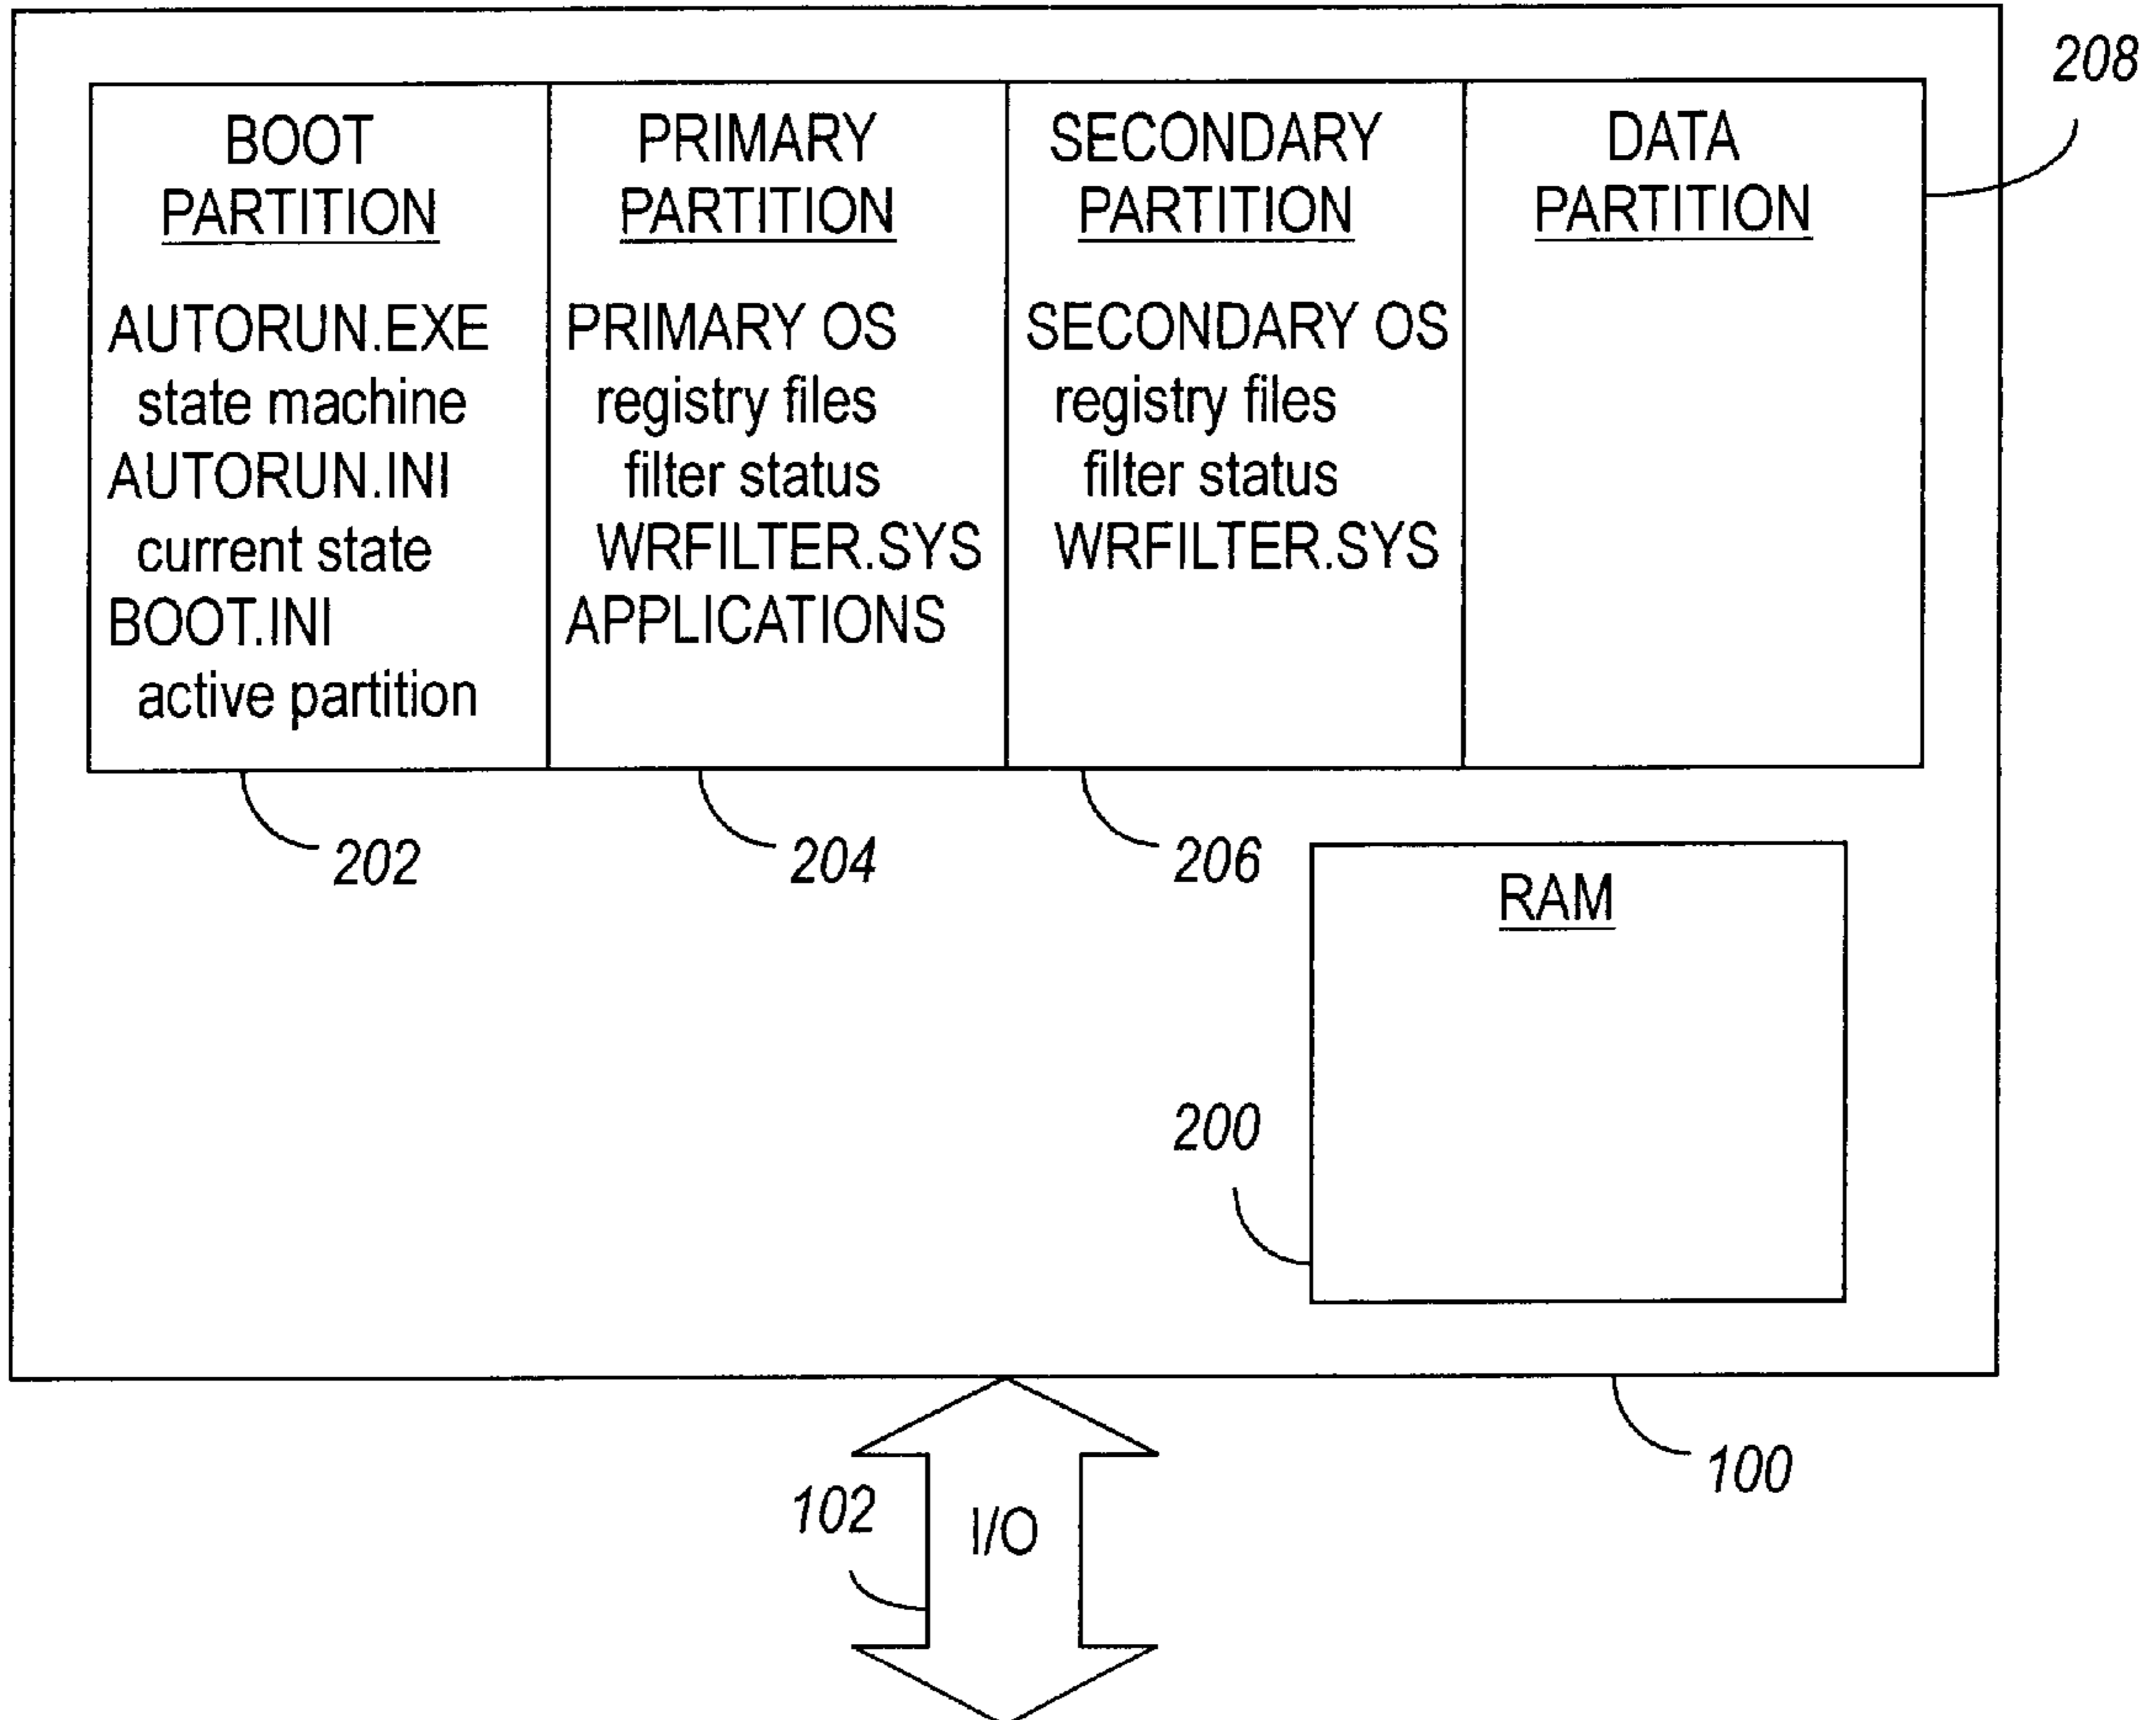 208
BOOT
PARTITION
AUTORUN.EXE
state machine
AUTORUN.INI
current state
BOOT.INI
active partition
PRIMARY
PARTITION
PRIMARY OS
registry files
filter status
WRFILTER.SYS
APPLICATIONS
SECONDARY
PARTITION
SECONDARY OS
registry files
filter status
WRFILTER.SYS
DATA
PARTITION
202
204
206
RAM
200
100
102
I/O